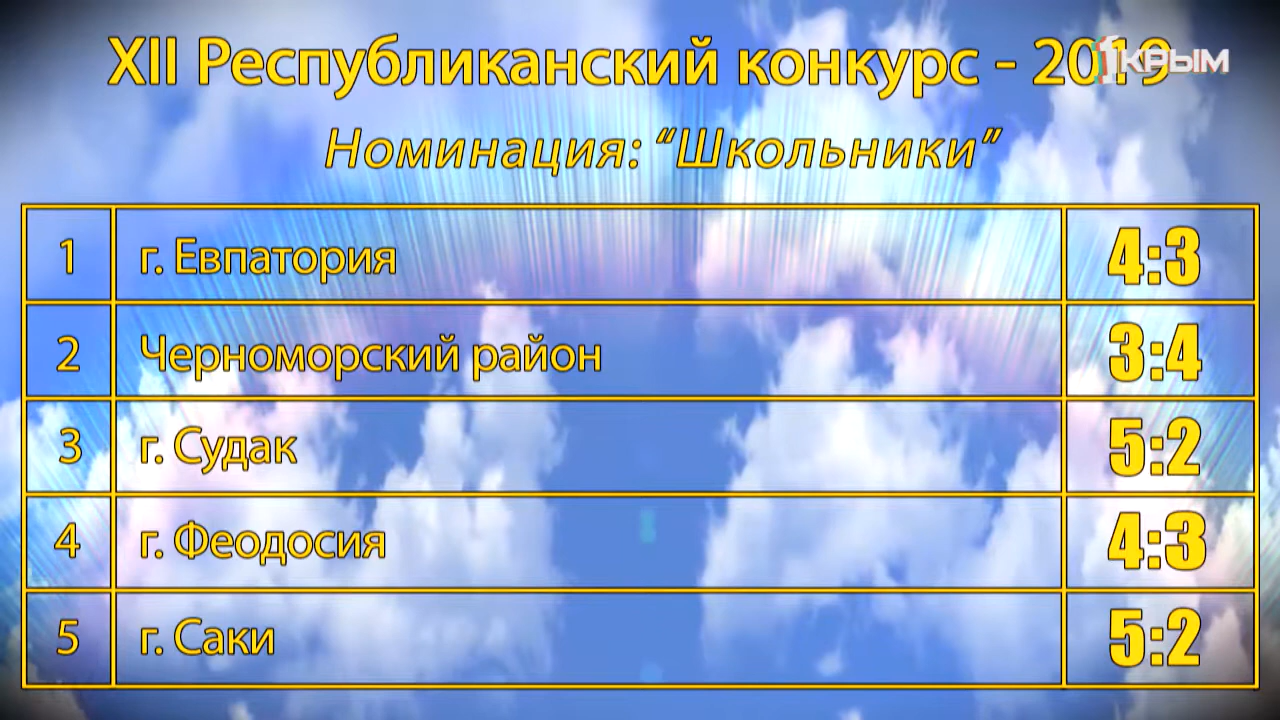 XII Республиканский конкурс - 2019
1КРЫМ
Номинация: “Школьники”
1 г. Евпатория 4:3
2 Черноморский район 3:4
3 г. Судак 5:2
4 г. Феодосия 4:3
5 г. Саки 5:2